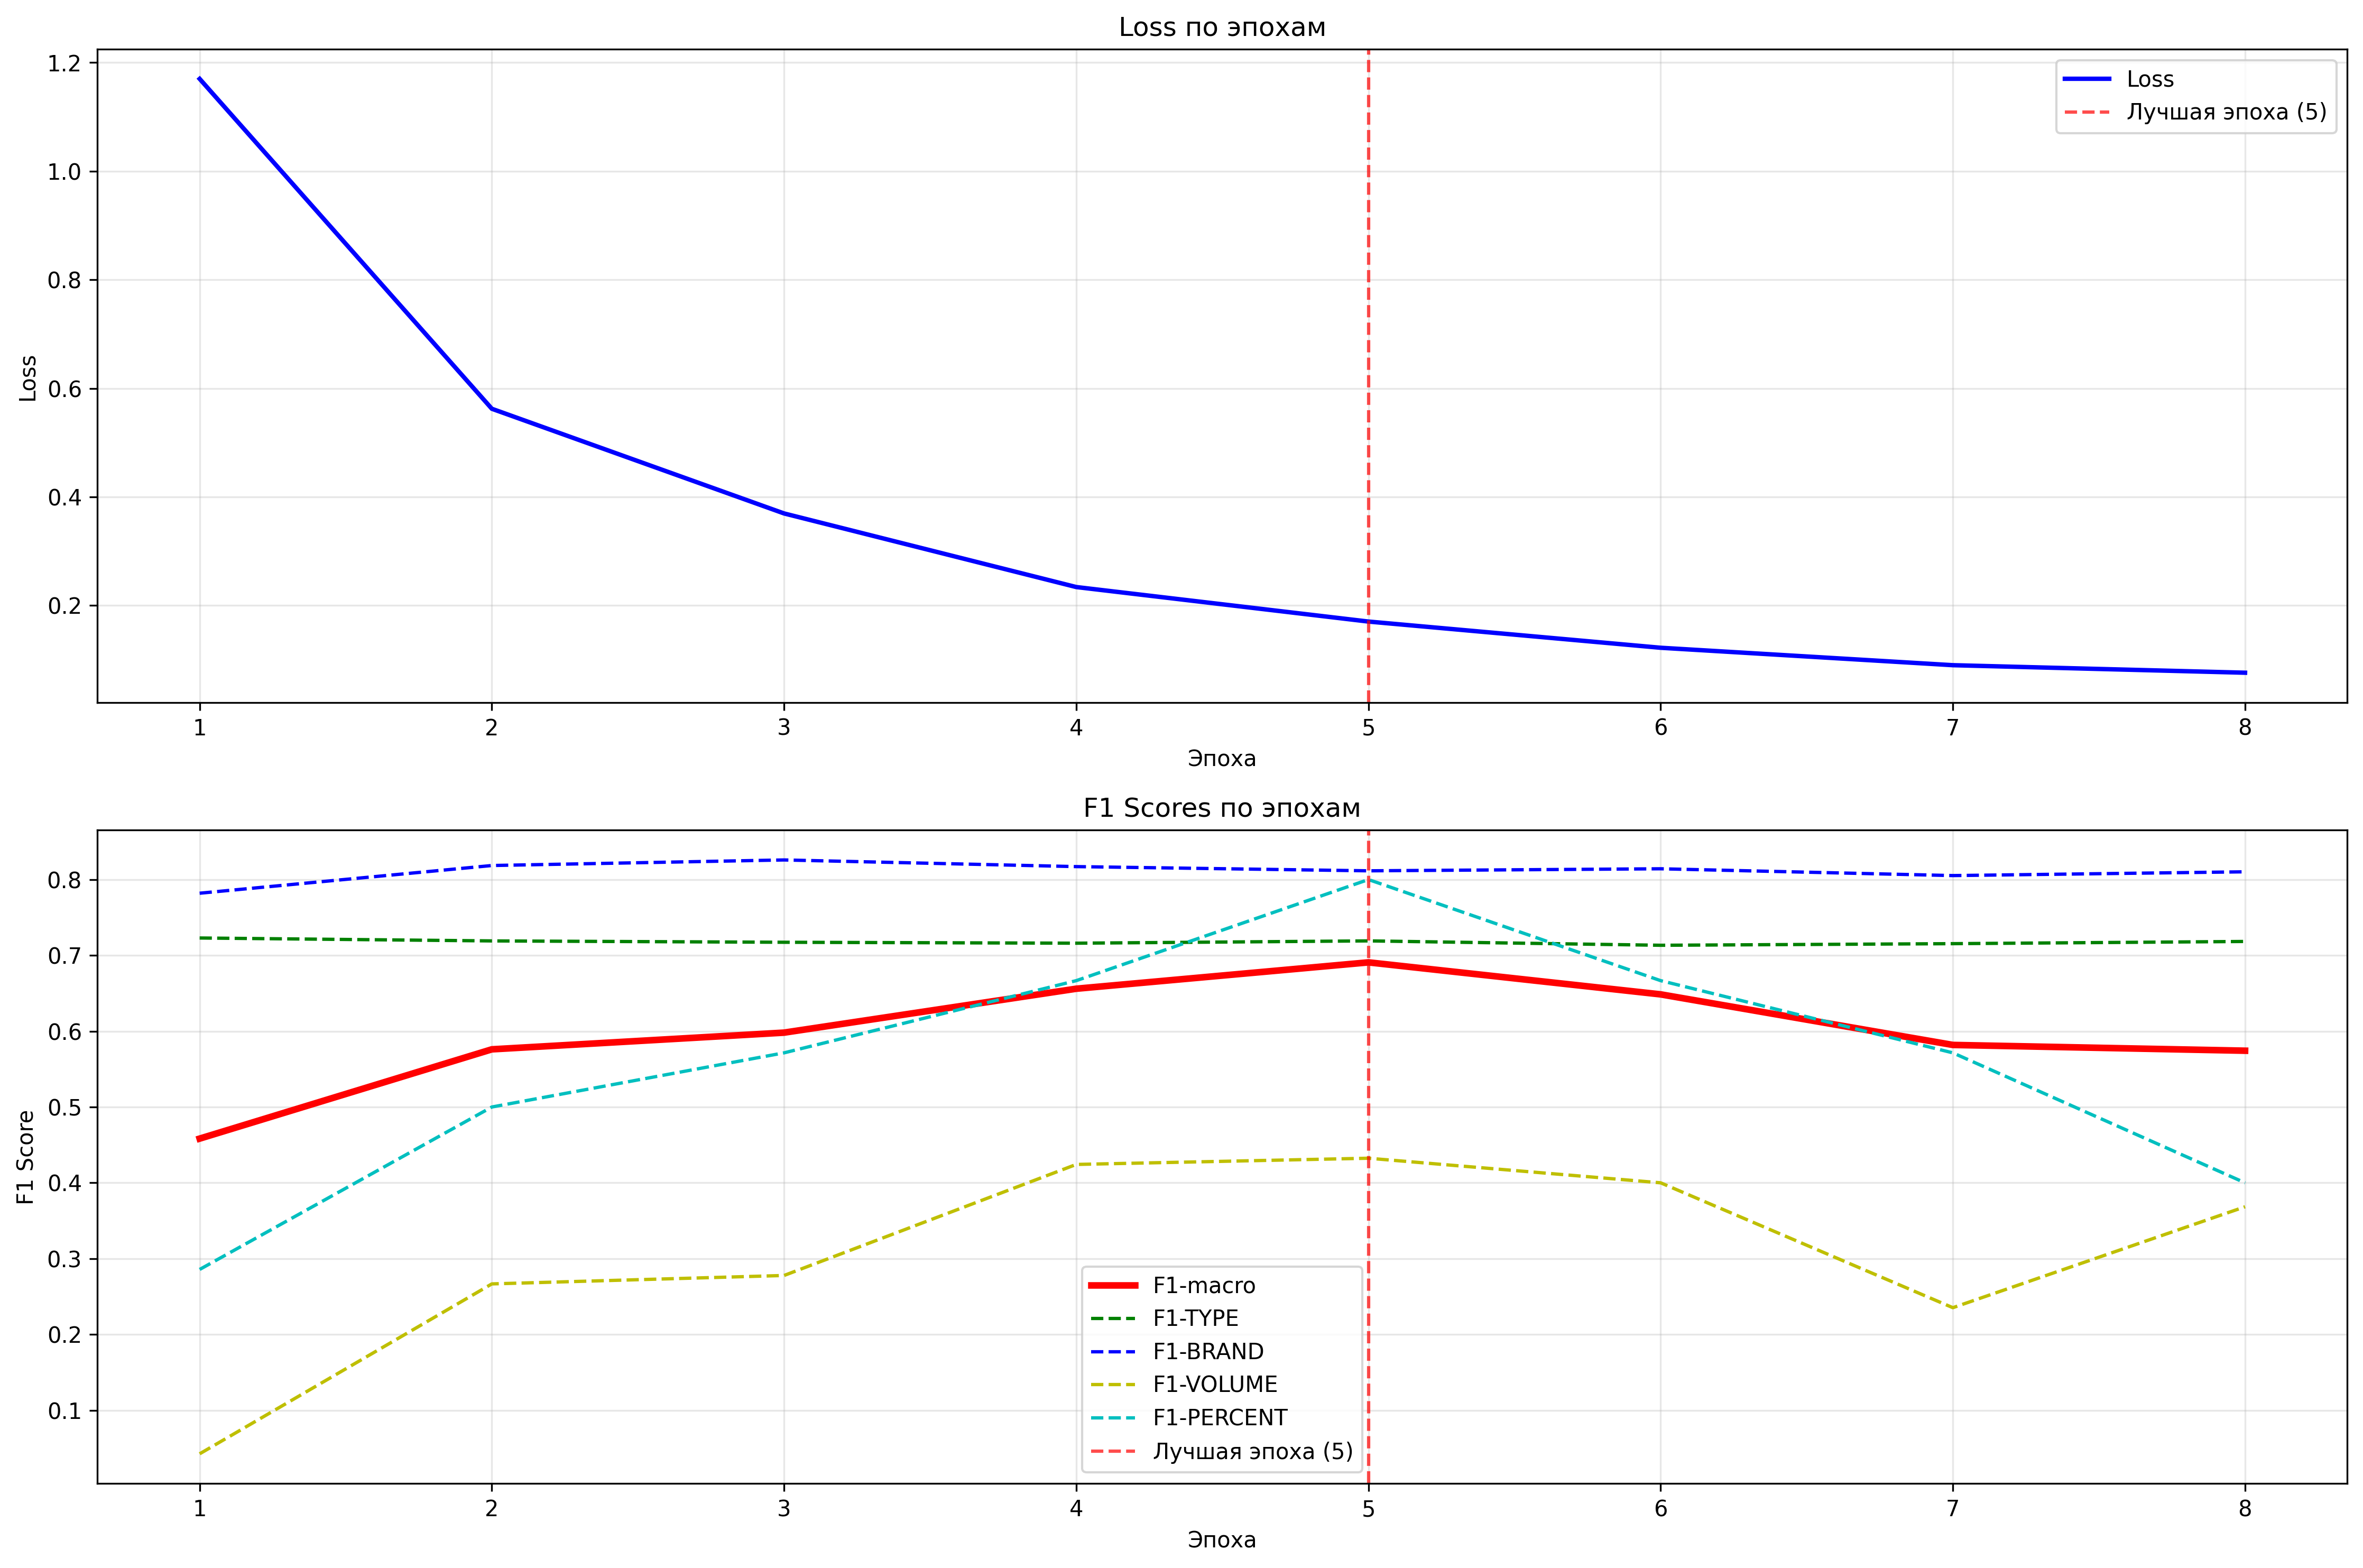 Loss по эпохам
1.2
1.0
0.8
0.6
0.4
0.2
Loss
Loss
Лучшая эпоха (5)
1 2 3 4 5 6 7 8
Эпоха
F1 Scores по эпохам
0.8
0.7
0.6
0.5
0.4
0.3
0.2
0.1
F1 Score
F1-macro
F1-TYPE
F1-BRAND
F1-VOLUME
F1-PERCENT
Лучшая эпоха (5)
1 2 3 4 5 6 7 8
Эпоха